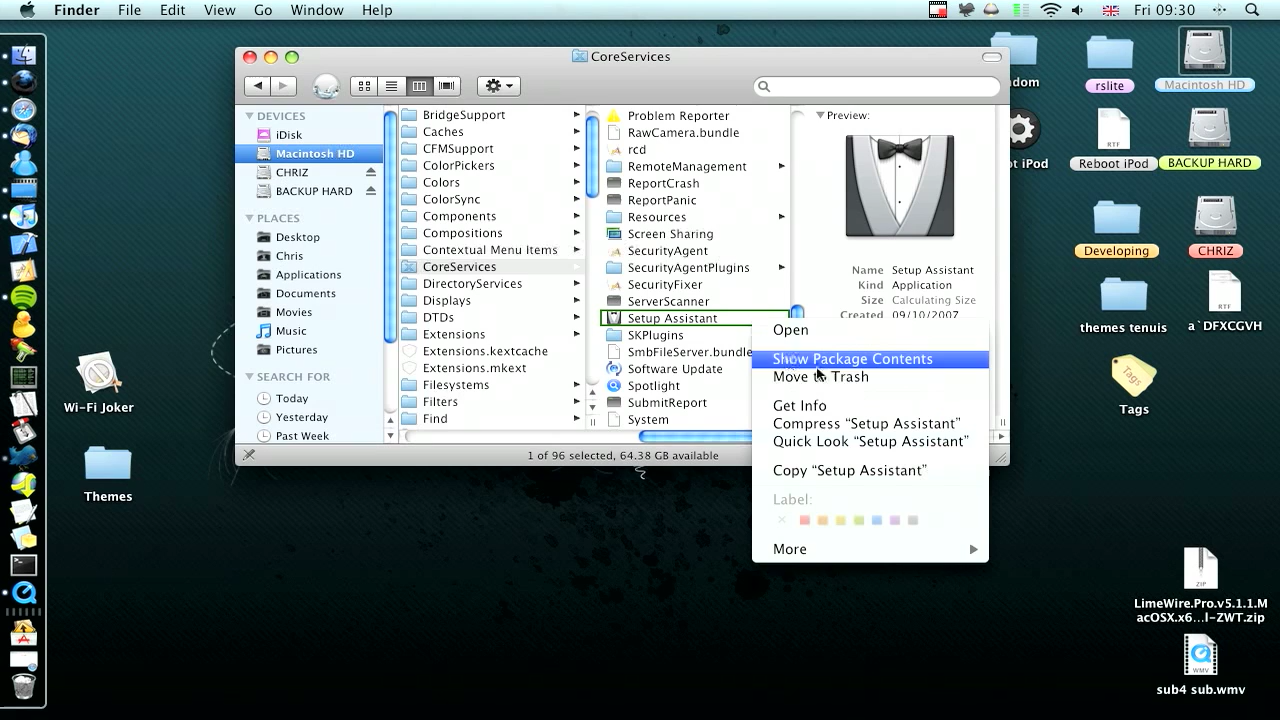 Finder File Edit View Go Window Help Fri 09:30
CoreServices
DEVICES
iDisk
Macintosh HD
CHRIZ
BACKUP HARD
PLACES
Desktop
Chris
Applications
Documents
Movies
Music
Pictures
SEARCH FOR
Today
Yesterday
Past Week
BridgeSupport
Caches
CFMSupport
ColorPickers
Colors
ColorSync
Components
Compositions
Contextual Menu Items
CoreServices
DirectoryServices
Displays
DTDs
Extensions
Extensions.kextcache
Extensions.mkext
Filesystems
Filters
Find
Problem Reporter
RawCamera.bundle
rcd
RemoteManagement
ReportCrash
ReportPanic
Resources
Screen Sharing
SecurityAgent
SecurityAgentPlugins
SecurityFixer
ServerScanner
Setup Assistant
SKPlugins
SmbFileServer.bundle
Software Update
Spotlight
SubmitReport
System
Preview:
Name Setup Assistant
Kind Application
Size Calculating Size
Created 09/10/2007
1 of 96 selected, 64.38 GB available
Open
Show Package Contents
Move to Trash
Get Info
Compress “Setup Assistant”
Quick Look “Setup Assistant”
Copy “Setup Assistant”
Label:
More
Wi-Fi Joker
Themes
rslite
Macintosh HD
RTF
Reboot iPod
BACKUP HARD
Developing
CHRIZ
themes tenuis
RTF
a`DFXCGVH
Tags
Tags
ZIP
LimeWire.Pro.v5.1.1.M
acOSX.x6...l-ZWT.zip
WMV
sub4 sub.wmv